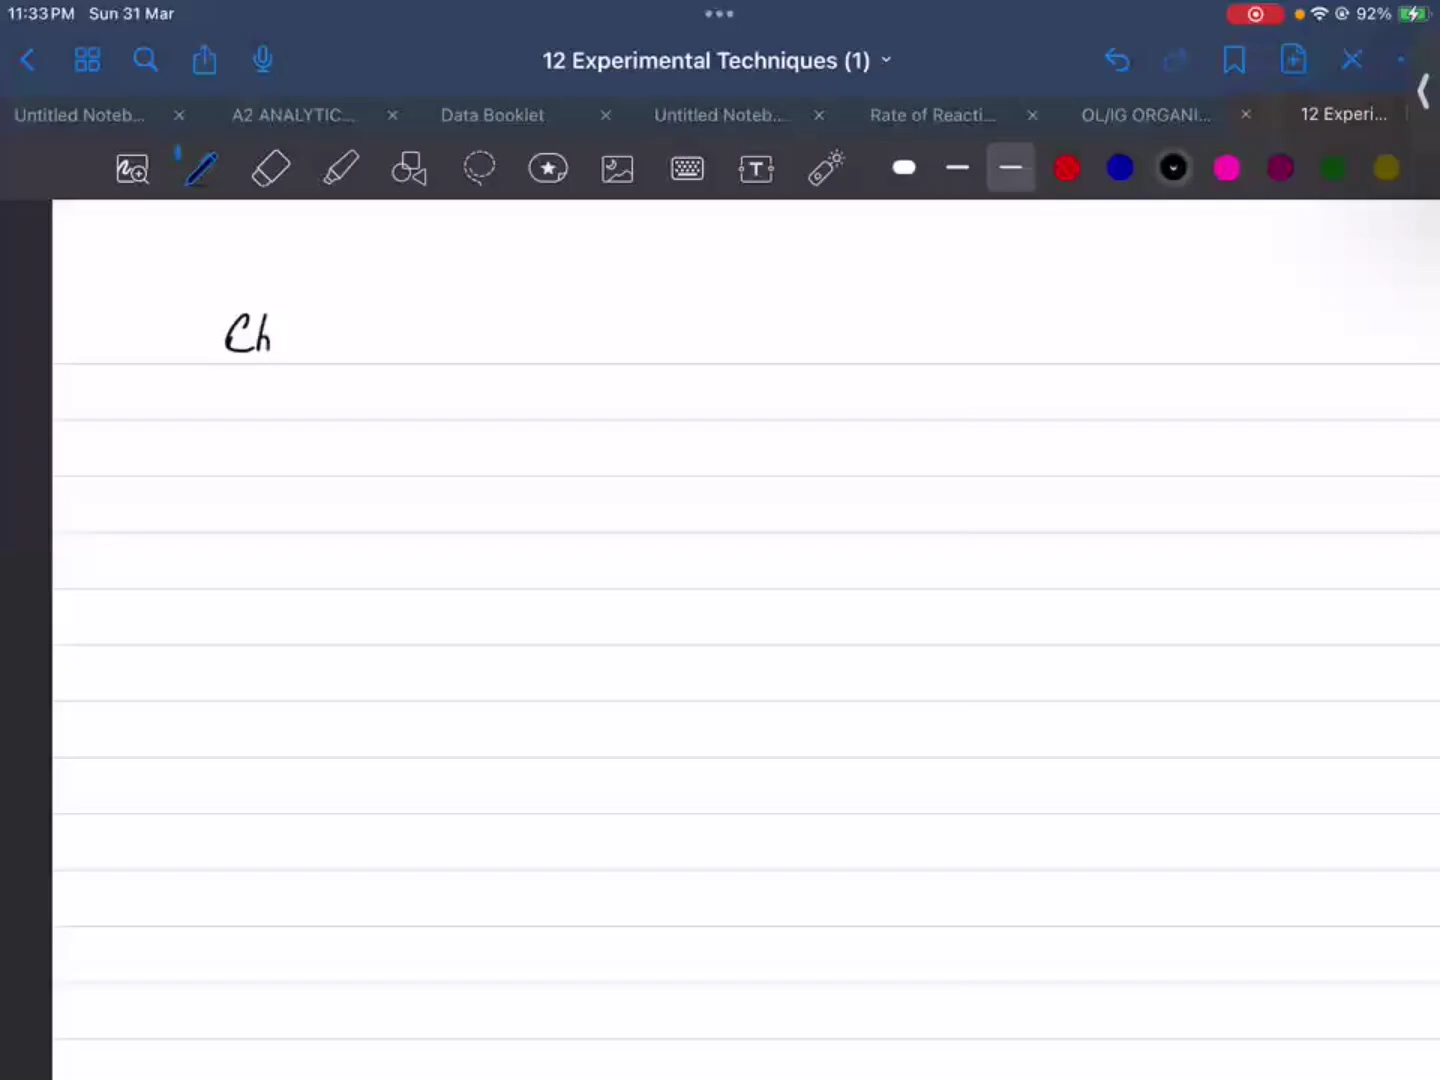 11:33 PM Sun 31 Mar
92%
12 Experimental Techniques (1)
Untitled Noteb... A2 ANALYTIC... Data Booklet Untitled Noteb... Rate of Reacti... OL/IG ORGANI... 12 Experi...
T
Ch